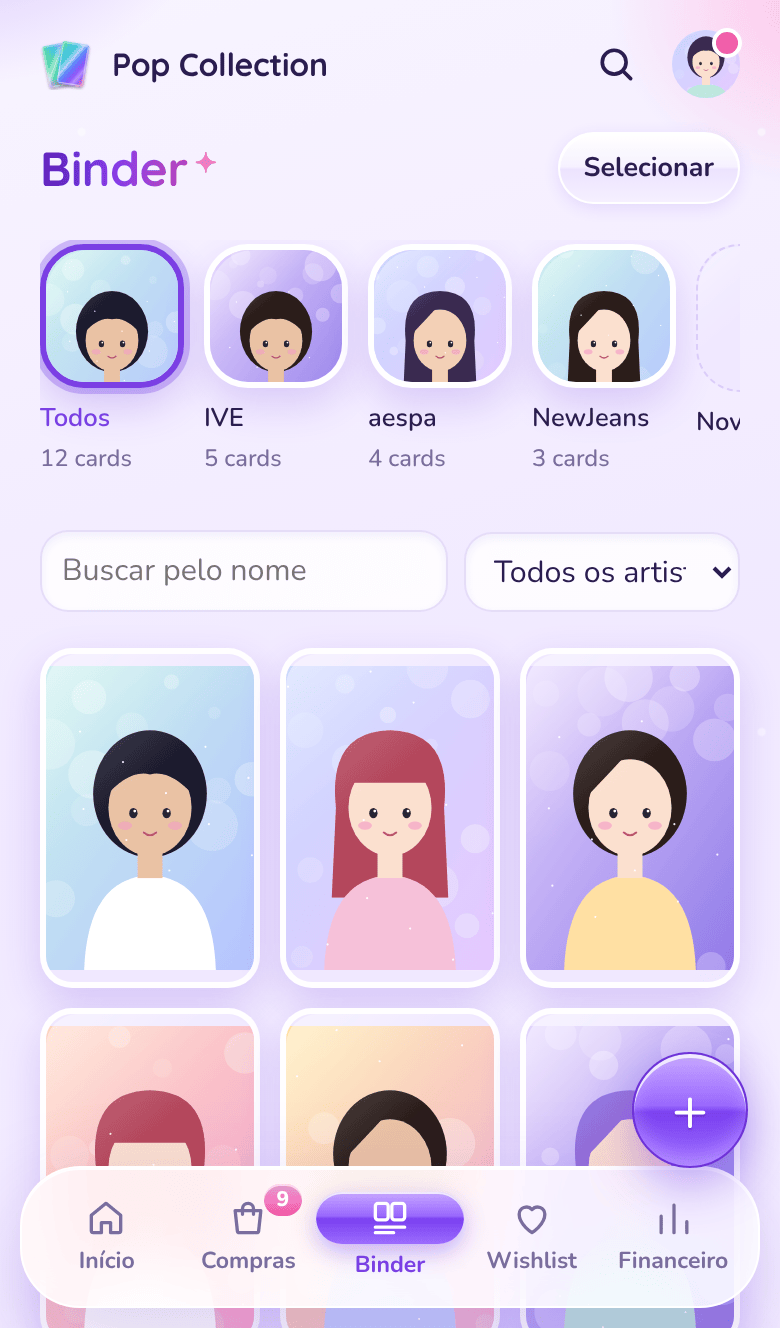 Pop Collection
Binder
Selecionar
Todos
12 cards
IVE
5 cards
aespa
4 cards
NewJeans
3 cards
Nov
Buscar pelo nome
Todos os artis
9
Início
Compras
Binder
Wishlist
Financeiro